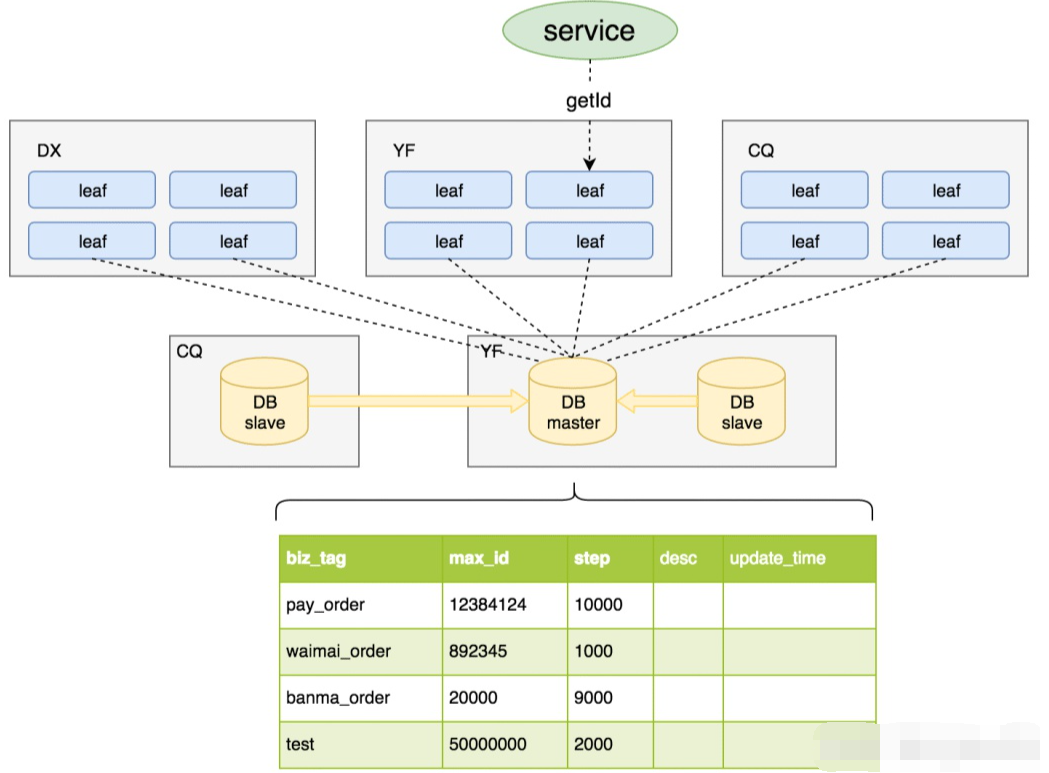 service
getId
DX
YF
CQ
leaf
leaf
leaf
leaf
leaf
leaf
leaf
leaf
leaf
leaf
leaf
leaf
CQ
YF
DB
slave
DB
master
DB
slave
biz_tag max_id step desc update_time
pay_order 12384124 10000
waimai_order 892345 1000
banma_order 20000 9000
test 50000000 2000